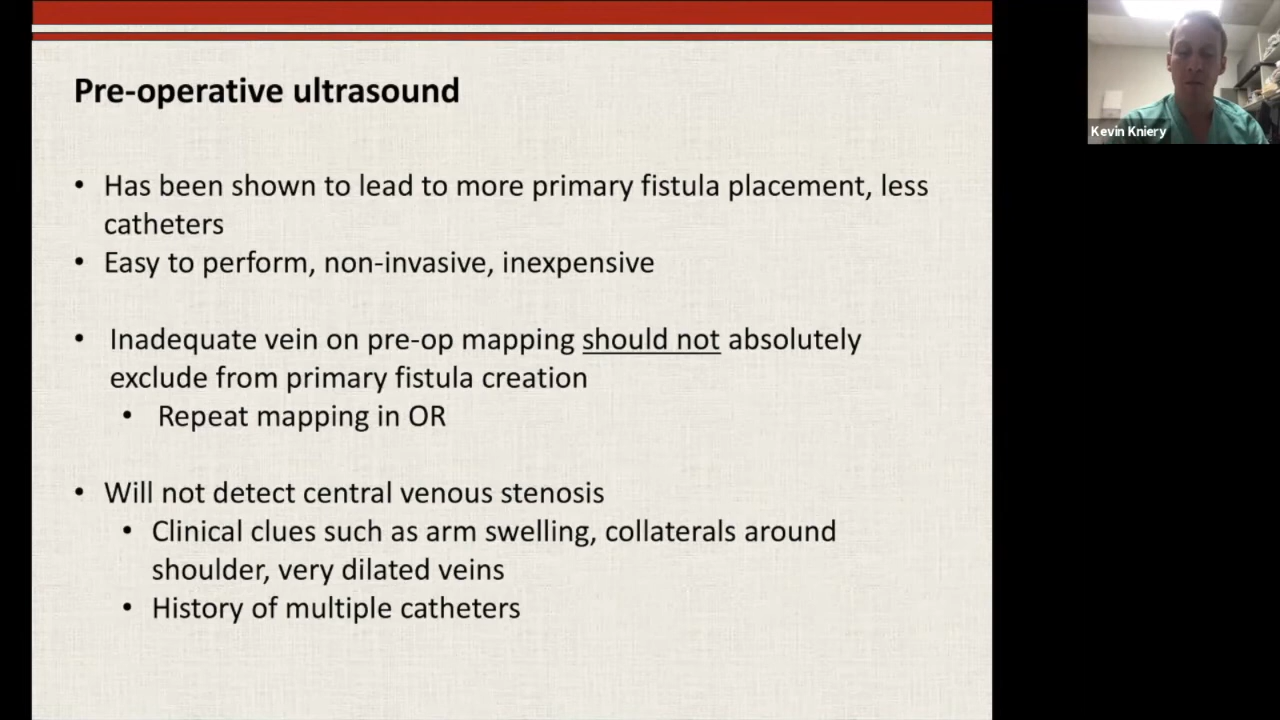 Pre-operative ultrasound
• Has been shown to lead to more primary fistula placement, less
catheters
• Easy to perform, non-invasive, inexpensive
• Inadequate vein on pre-op mapping should not absolutely
exclude from primary fistula creation
• Repeat mapping in OR
• Will not detect central venous stenosis
• Clinical clues such as arm swelling, collaterals around
shoulder, very dilated veins
• History of multiple catheters
Kevin Kniery